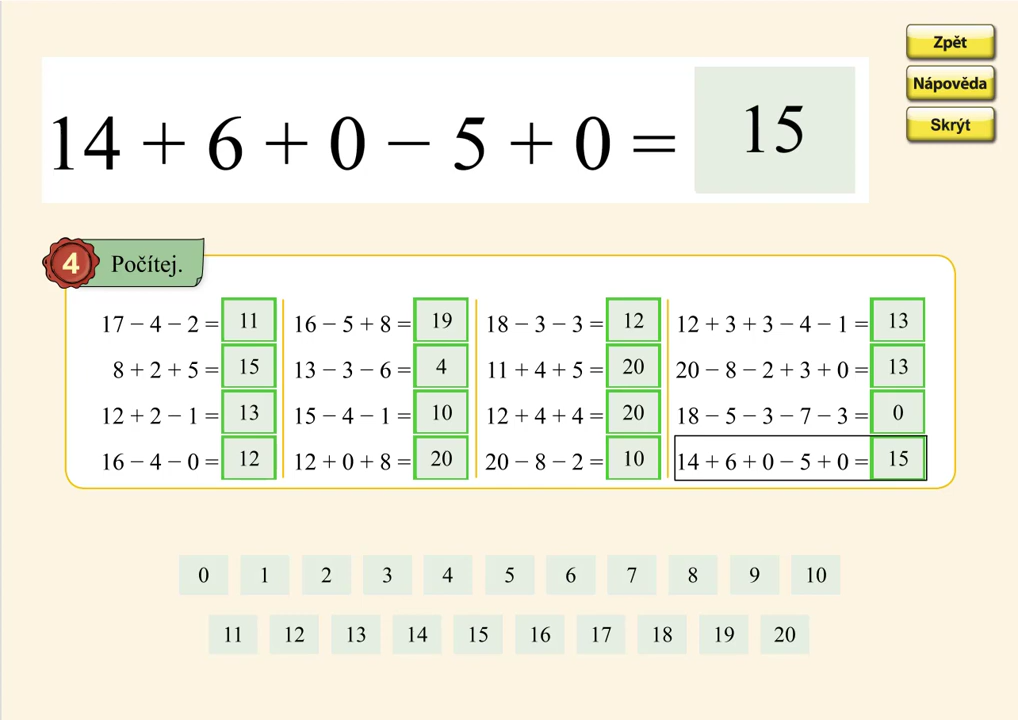 Zpět
Nápověda
Skrýt
14 + 6 + 0 − 5 + 0 = 15
4 Počítej.
17 − 4 − 2 = 11 16 − 5 + 8 = 19 18 − 3 − 3 = 12 12 + 3 + 3 − 4 − 1 = 13
8 + 2 + 5 = 15 13 − 3 − 6 = 4 11 + 4 + 5 = 20 20 − 8 − 2 + 3 + 0 = 13
12 + 2 − 1 = 13 15 − 4 − 1 = 10 12 + 4 + 4 = 20 18 − 5 − 3 − 7 − 3 = 0
16 − 4 − 0 = 12 12 + 0 + 8 = 20 20 − 8 − 2 = 10 14 + 6 + 0 − 5 + 0 = 15
0 1 2 3 4 5 6 7 8 9 10
11 12 13 14 15 16 17 18 19 20